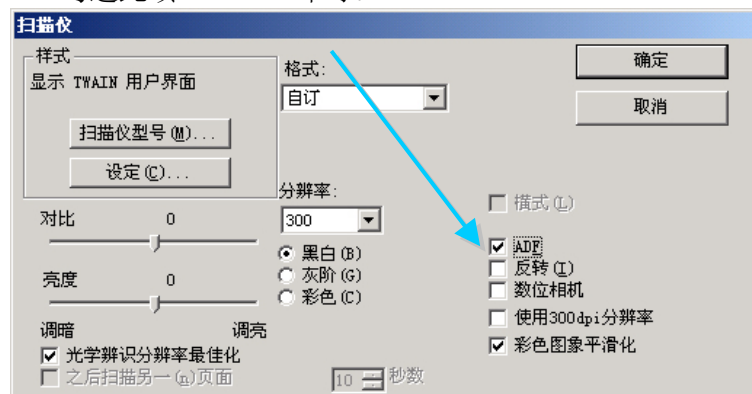 扫描仪
样式
显示 TWAIN 用户界面
扫描仪型号(M)...
设定(C)...
格式:
自订
确定
取消
分辨率:
300
黑白(B)
灰阶(G)
彩色(C)
横式(L)
ADF
反转(I)
数位相机
使用300dpi分辨率
彩色图象平滑化
对比 0
亮度 0
调暗 调亮
光学辨识分辨率最佳化
之后扫描另一(n)页面
10 秒数